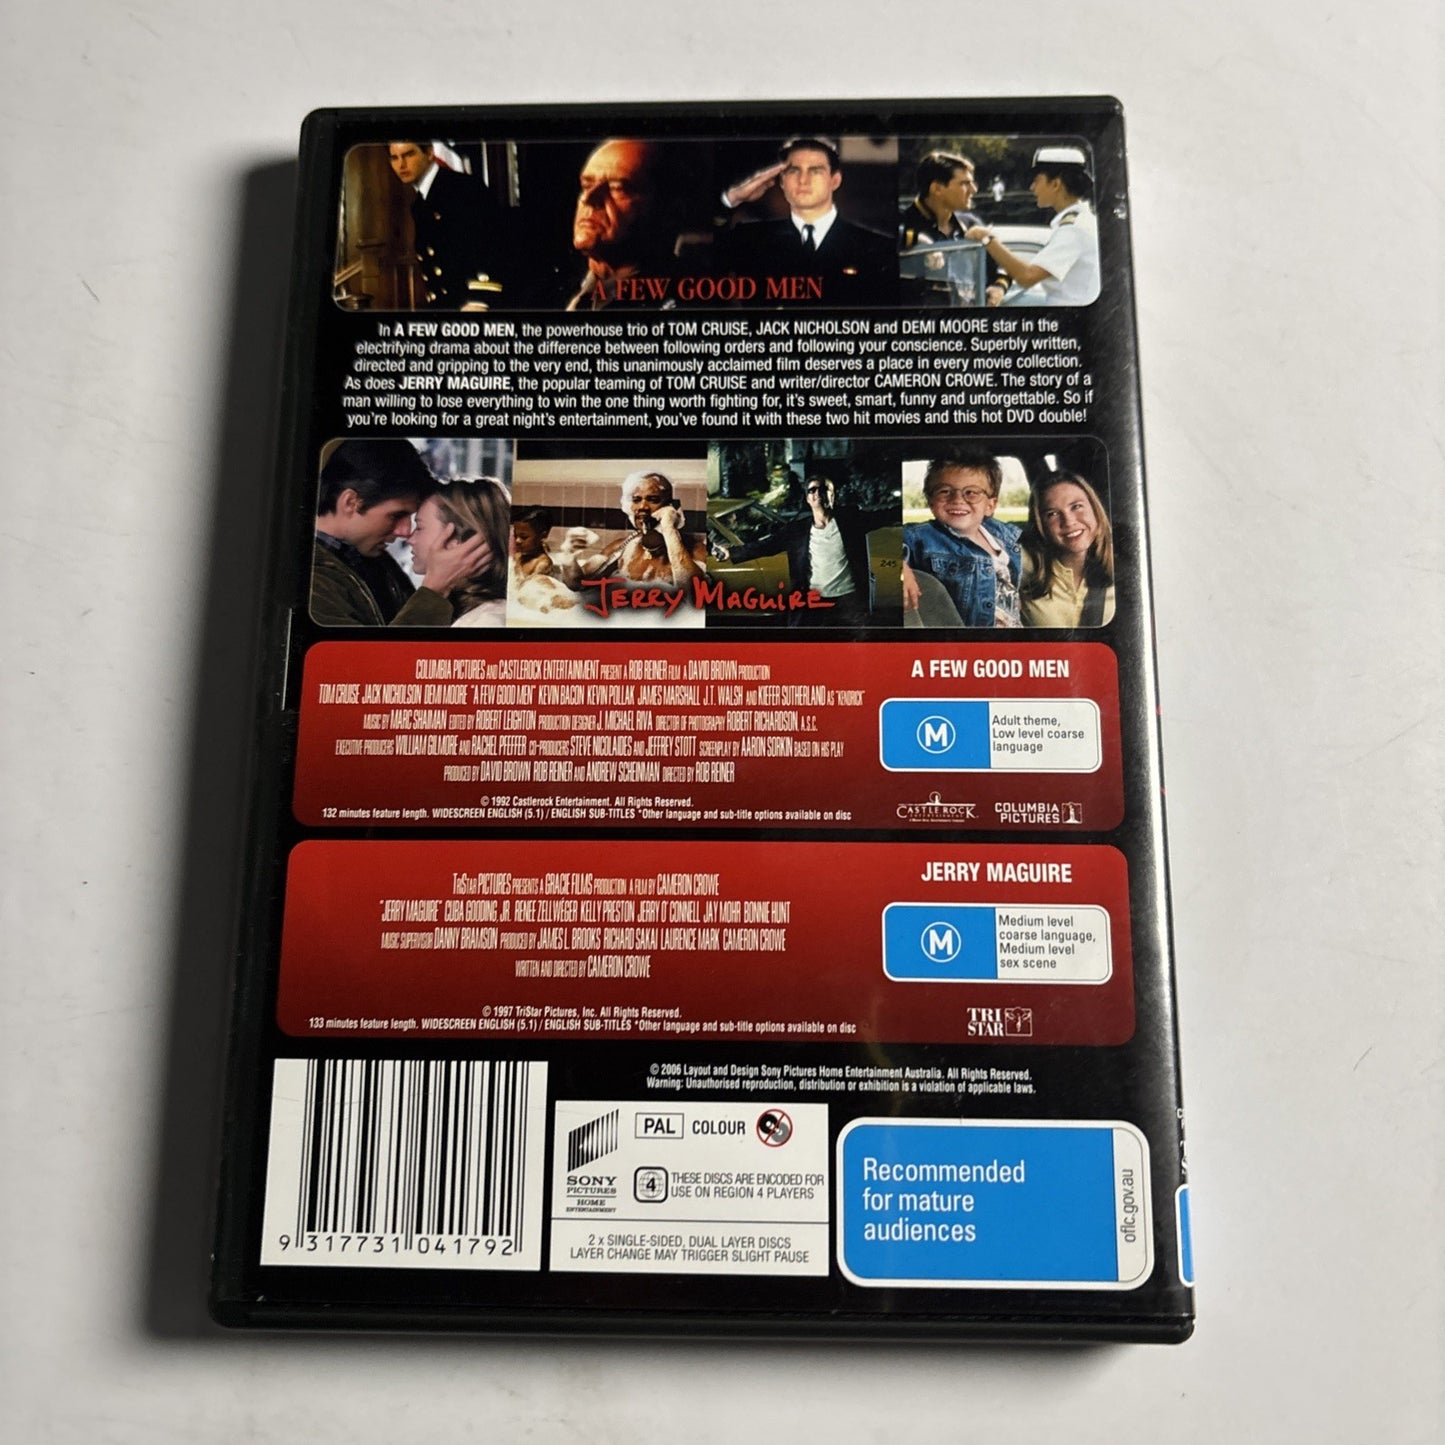 A FEW GOOD MEN
In A FEW GOOD MEN, the powerhouse trio of TOM CRUISE, JACK NICHOLSON and DEMI MOORE star in the
electrifying drama about the difference between following orders and following your conscience. Superbly written,
directed and gripping to the very end, this unanimously acclaimed film deserves a place in every movie collection.
As does JERRY MAGUIRE, the popular teaming of TOM CRUISE and writer/director CAMERON CROWE. The story of a
man willing to lose everything to win the one thing worth fighting for, it's sweet, smart, funny and unforgettable. So if
you're looking for a great night's entertainment, you've found it with these two hit movies and this hot DVD double!
245
JERRY MAGUIRE
COLUMBIA PICTURES AND CASTLEROCK ENTERTAINMENT PRESENT A ROB REINER FILM A DAVID BROWN PRODUCTION
TOM CRUISE JACK NICHOLSON DEMI MOORE "A FEW GOOD MEN" KEVIN BACON KEVIN POLLAK JAMES MARSHALL J.T. WALSH AND KIEFER SUTHERLAND AS "KENDRICK"
MUSIC BY MARC SHAIMAN EDITED BY ROBERT LEIGHTON PRODUCTION DESIGNER J. MICHAEL RIVA DIRECTOR OF PHOTOGRAPHY ROBERT RICHARDSON, A.S.C.
EXECUTIVE PRODUCERS WILLIAM GILMORE AND RACHEL PFEFFER CO-PRODUCERS STEVE NICOLAIDES AND JEFFREY STOTT SCREENPLAY BY AARON SORKIN BASED ON HIS PLAY
PRODUCED BY DAVID BROWN ROB REINER AND ANDREW SCHEINMAN DIRECTED BY ROB REINER
© 1992 Castlerock Entertainment. All Rights Reserved.
132 minutes feature length. WIDESCREEN ENGLISH (5.1) / ENGLISH SUB-TITLES *Other language and sub-title options available on disc
A FEW GOOD MEN
M
Adult theme,
Low level coarse
language
CASTLE ROCK
ENTERTAINMENT
COLUMBIA
PICTURES
TRISTAR PICTURES PRESENTS A GRACIE FILMS PRODUCTION A FILM BY CAMERON CROWE
"JERRY MAGUIRE" CUBA GOODING, JR. RENEE ZELLWEGER KELLY PRESTON JERRY O' CONNELL JAY MOHR BONNIE HUNT
MUSIC SUPERVISOR DANNY BRAMSON PRODUCED BY JAMES L. BROOKS RICHARD SAKAI LAURENCE MARK CAMERON CROWE
WRITTEN AND DIRECTED BY CAMERON CROWE
© 1997 TriStar Pictures, Inc. All Rights Reserved.
133 minutes feature length. WIDESCREEN ENGLISH (5.1) / ENGLISH SUB-TITLES *Other language and sub-title options available on disc
JERRY MAGUIRE
M
Medium level
coarse language,
Medium level
sex scene
TRI
STAR
© 2006 Layout and Design Sony Pictures Home Entertainment Australia. All Rights Reserved.
Warning: Unauthorised reproduction, distribution or exhibition is a violation of applicable laws.
9 317731 041792
SONY
PICTURES
HOME
ENTERTAINMENT
PAL COLOUR
4 THESE DISCS ARE ENCODED FOR
USE ON REGION 4 PLAYERS
2 x SINGLE-SIDED, DUAL LAYER DISCS
LAYER CHANGE MAY TRIGGER SLIGHT PAUSE
Recommended
for mature
audiences
oflc.gov.au